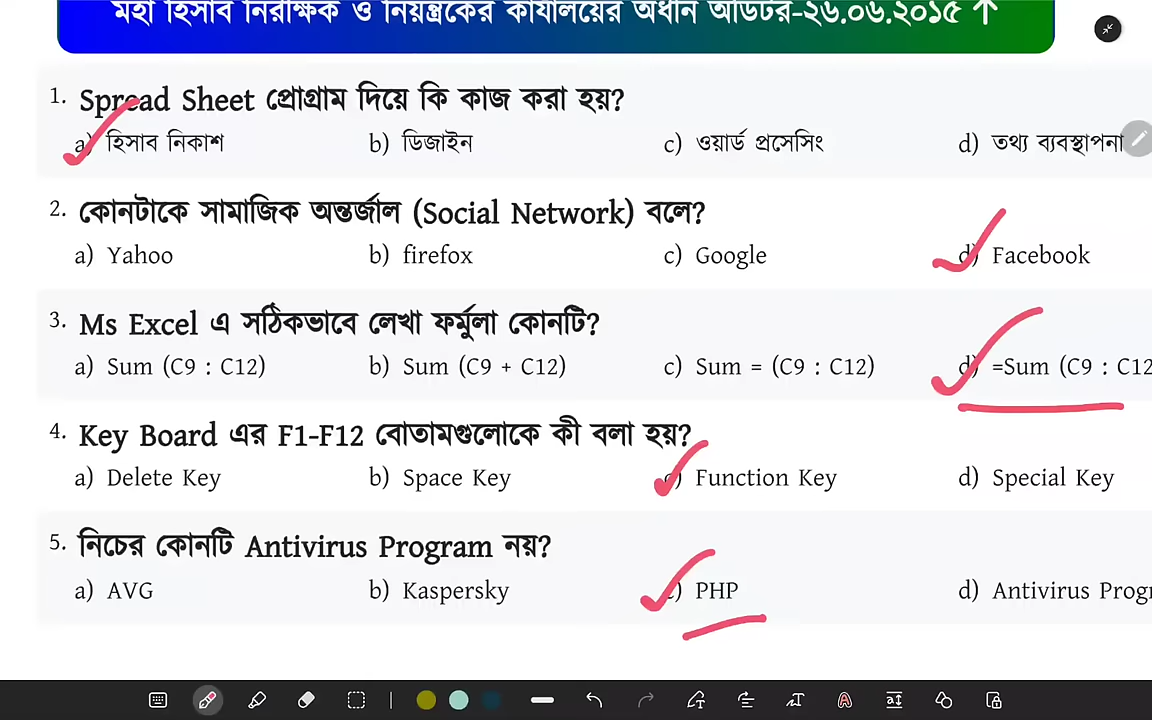 মহা হিসাব নিরীক্ষক ও নিয়ন্ত্রকের কার্যালয়ের অধীন অডিটর-২৬.০৬.২০১৫ ↑
1. Spread Sheet প্রোগ্রাম দিয়ে কি কাজ করা হয়?
a) হিসাব নিকাশ b) ডিজাইন c) ওয়ার্ড প্রসেসিং d) তথ্য ব্যবস্থাপনা
2. কোনটাকে সামাজিক অন্তর্জাল (Social Network) বলে?
a) Yahoo b) firefox c) Google d) Facebook
3. Ms Excel এ সঠিকভাবে লেখা ফর্মুলা কোনটি?
a) Sum (C9 : C12) b) Sum (C9 + C12) c) Sum = (C9 : C12) d) =Sum (C9 : C12
4. Key Board এর F1-F12 বোতামগুলোকে কী বলা হয়?
a) Delete Key b) Space Key c) Function Key d) Special Key
5. নিচের কোনটি Antivirus Program নয়?
a) AVG b) Kaspersky c) PHP d) Antivirus Progr